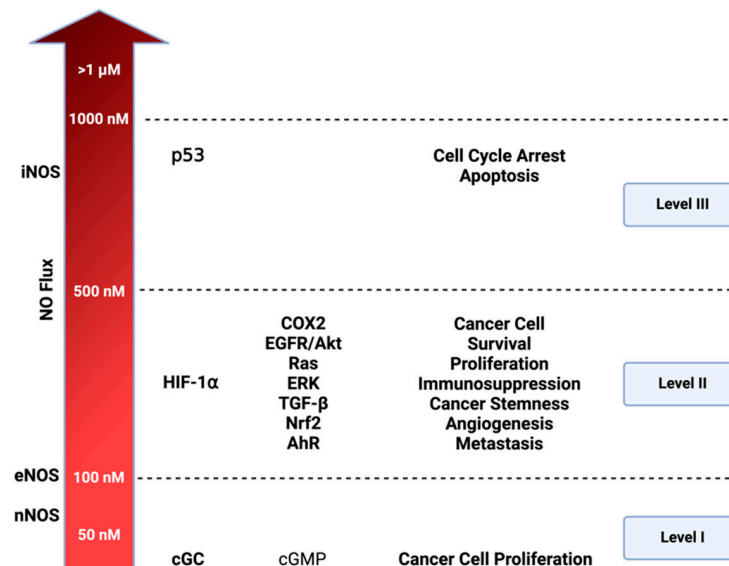 >1 μM
1000 nM
p53
Cell Cycle Arrest
Apoptosis
iNOS
Level III
NO Flux
500 nM
COX2
Cancer Cell
EGFR/Akt
Survival
Ras
Proliferation
HIF-1α
ERK
Immunosuppression
Level II
TGF-β
Cancer Stemness
Nrf2
Angiogenesis
AhR
Metastasis
eNOS
100 nM
nNOS
50 nM
Level I
cGC
cGMP
Cancer Cell Proliferation